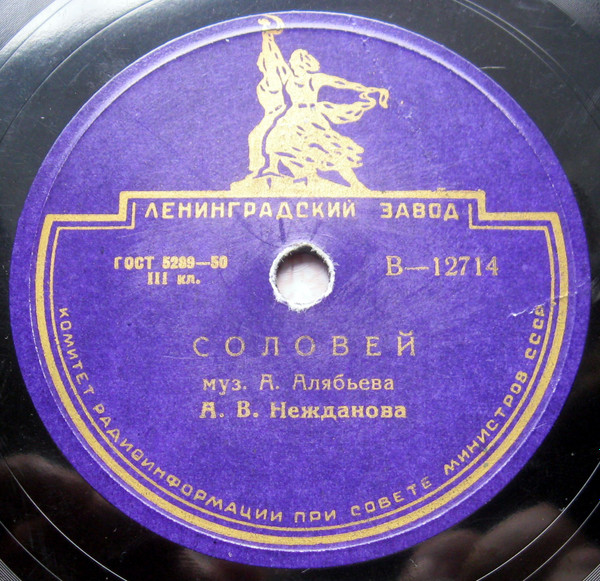 ЛЕНИНГРАДСКИЙ ЗАВОД
ГОСТ 5289—50
III кл.
В—12714
СОЛОВЕЙ
муз. А. Алябьева
А. В. Нежданова
КОМИТЕТ РАДИОИНФОРМАЦИИ ПРИ СОВЕТЕ МИНИСТРОВ СССР